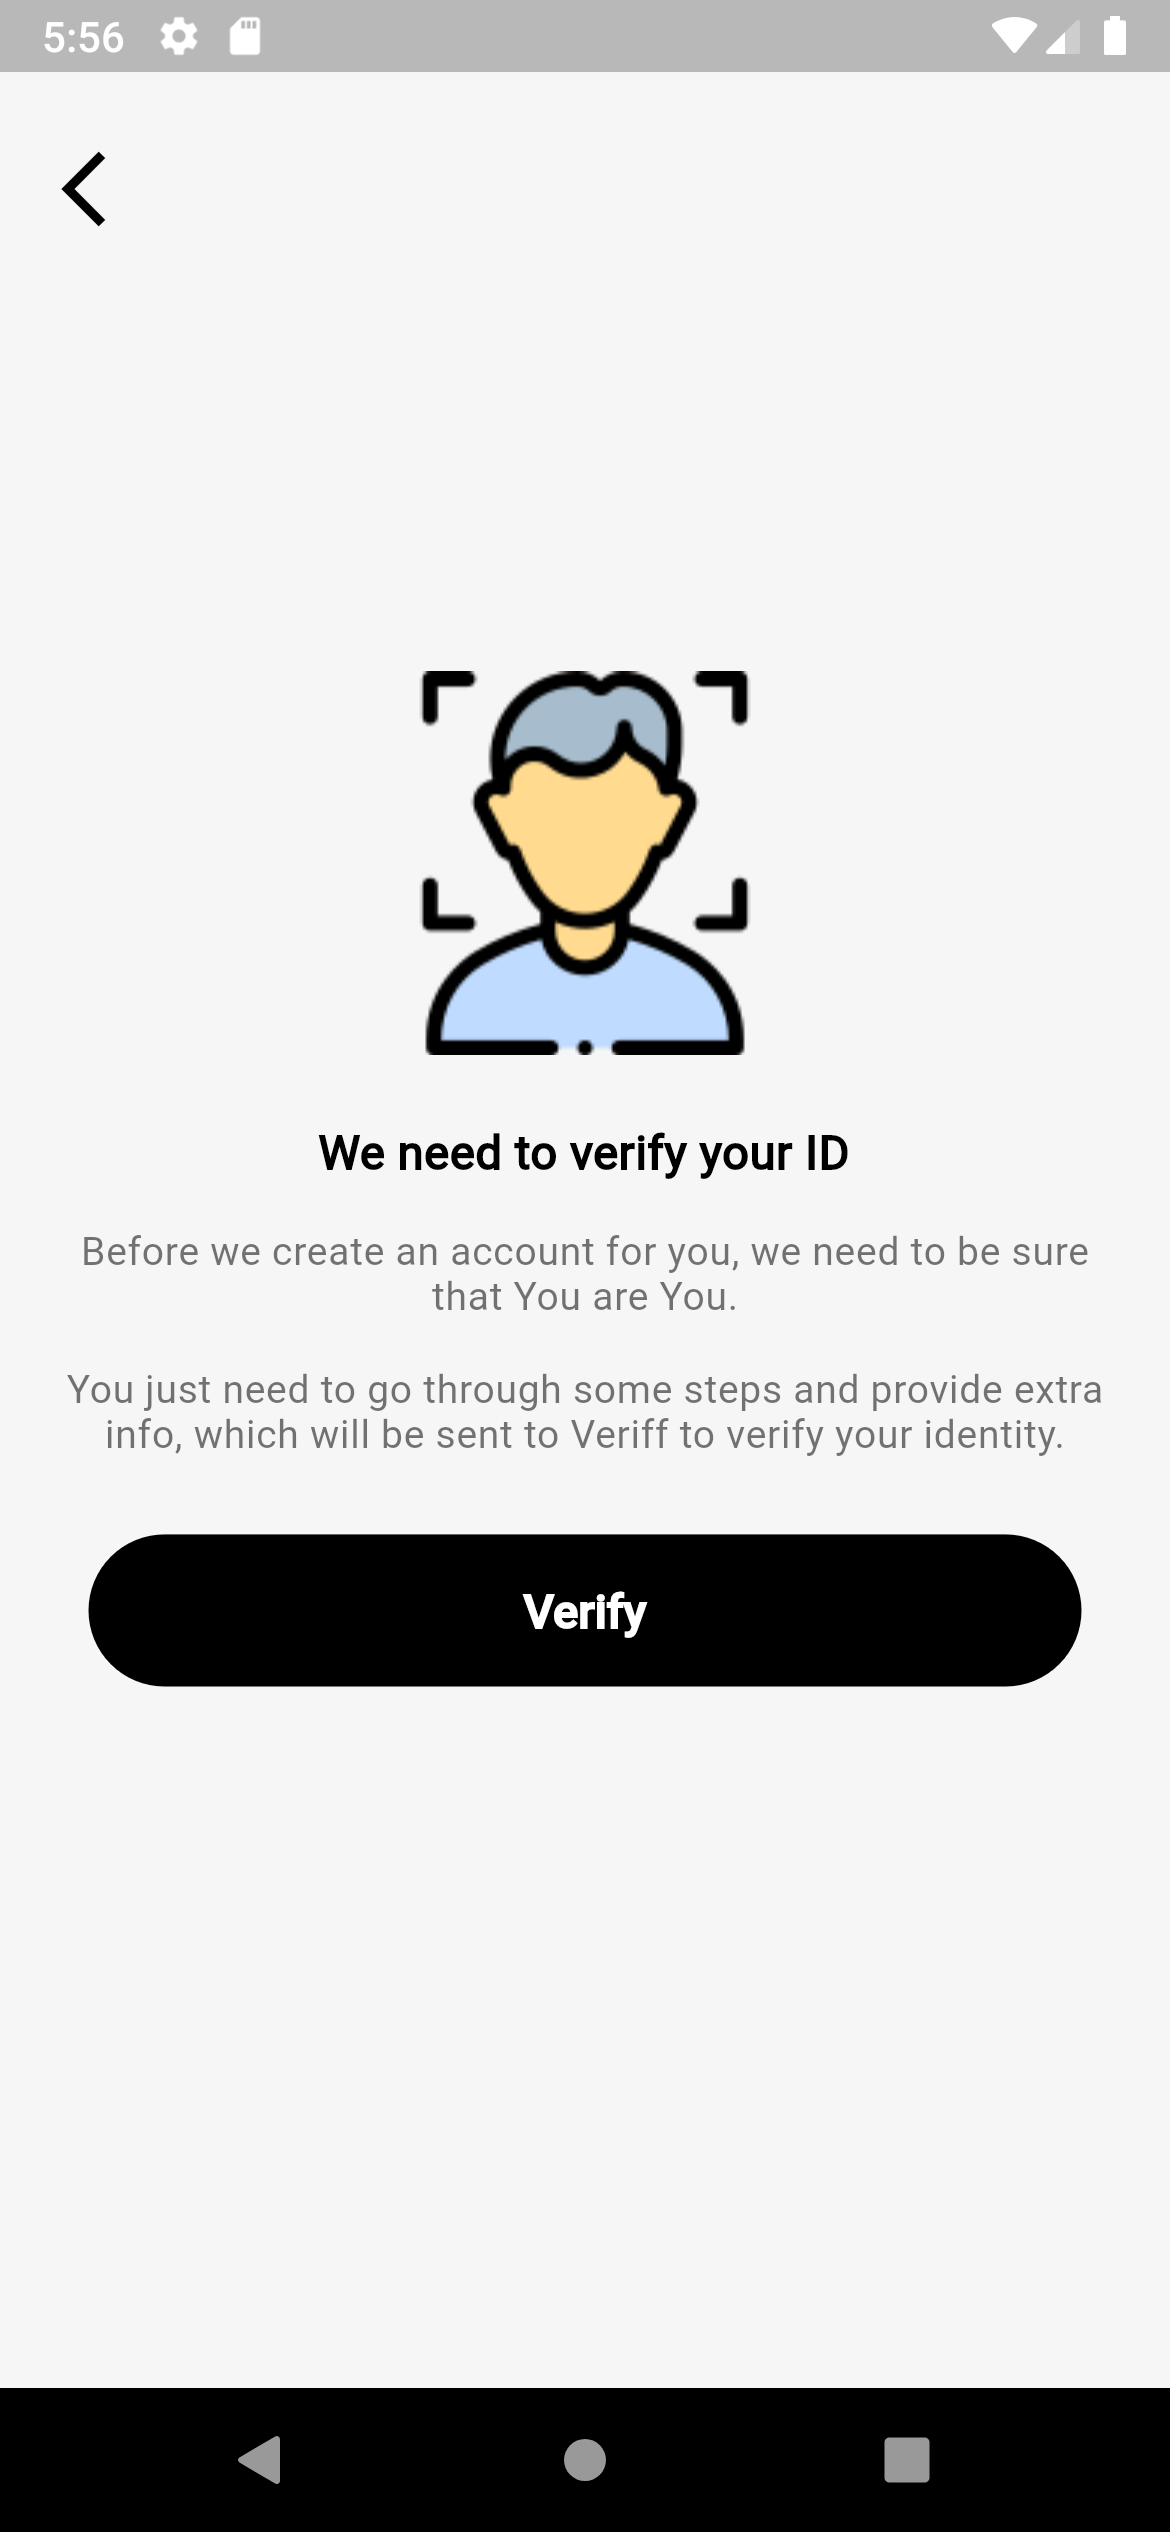 5:56
We need to verify your ID
Before we create an account for you, we need to be sure
that You are You.
You just need to go through some steps and provide extra
info, which will be sent to Veriff to verify your identity.
Verify